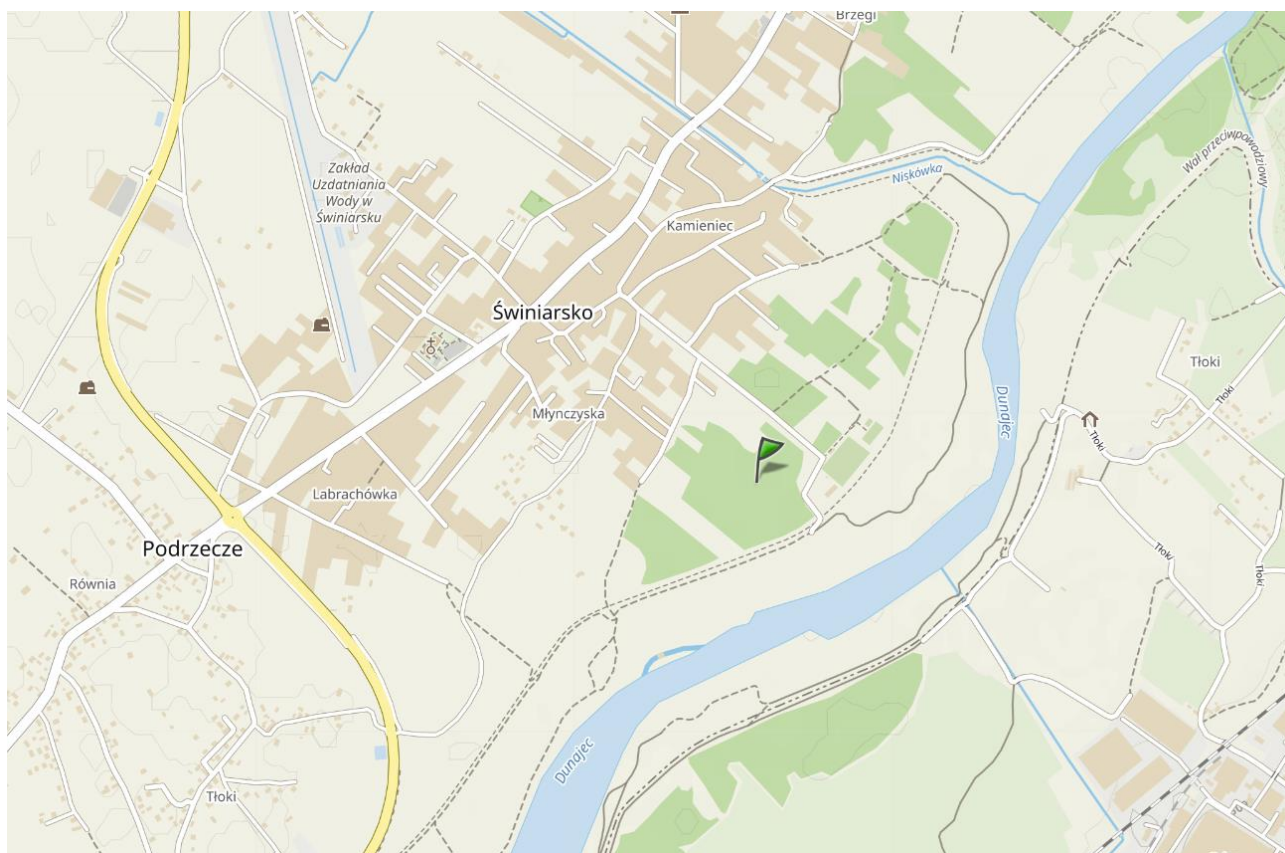 Brzegi
Zakład
Uzdatniania
Wody w
Świniarsku
Niskówka
Wał przeciwpowodziowy
Kamieniec
Świniarsko
Dunajec
Tłoki
Tłoki
Tłoki
Młynczyska
Labrachówka
Podrzecze
Równia
Tłoki
Tłoki
Dunajec
Tłoki